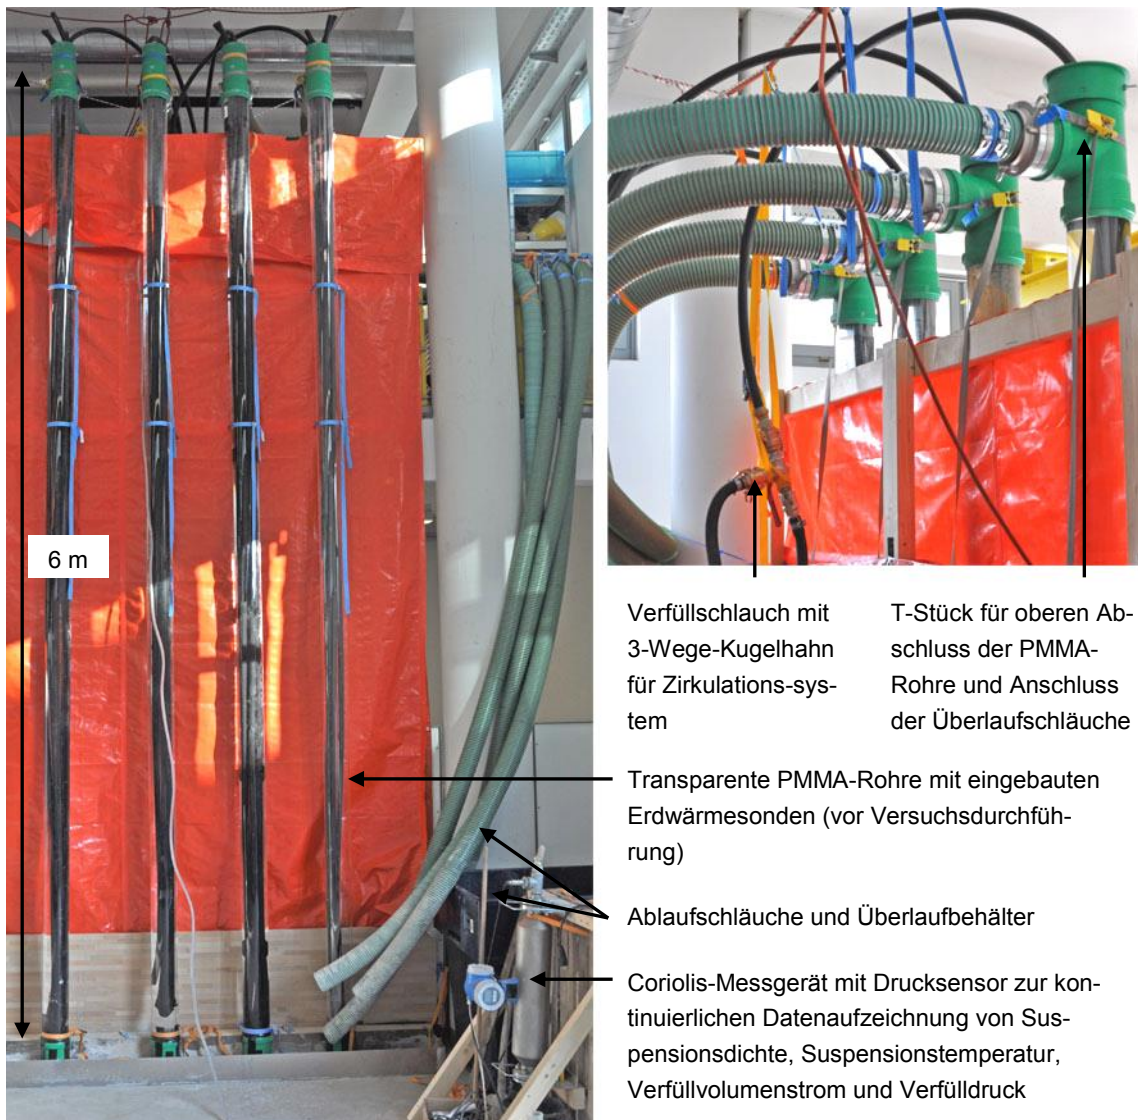 6 m
Verfüllschlauch mit
3-Wege-Kugelhahn
für Zirkulations-sys-
tem
T-Stück für oberen Ab-
schluss der PMMA-
Rohre und Anschluss
der Überlaufschläuche
Transparente PMMA-Rohre mit eingebauten
Erdwärmesonden (vor Versuchsdurchfüh-
rung)
Ablaufschläuche und Überlaufbehälter
Coriolis-Messgerät mit Drucksensor zur kon-
tinuierlichen Datenaufzeichnung von Sus-
pensionsdichte, Suspensionstemperatur,
Verfüllvolumenstrom und Verfülldruck